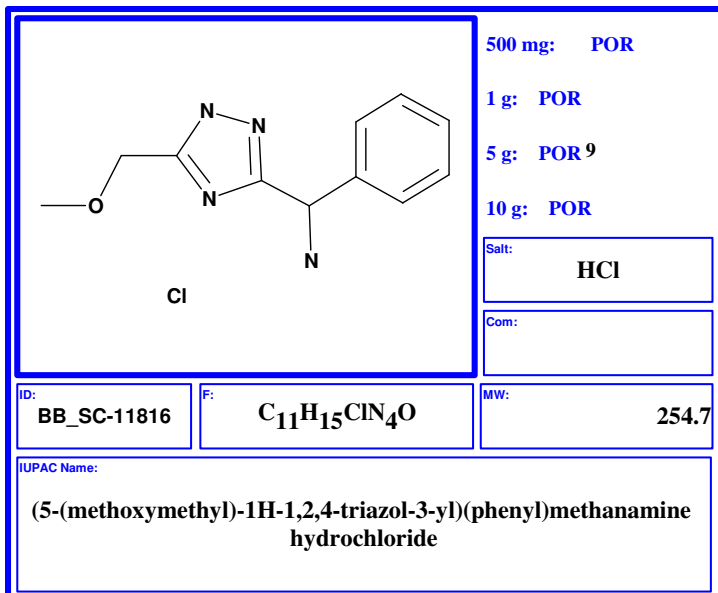 500 mg: POR
1 g: POR
5 g: POR 9
10 g: POR
N
N
N
O
N
Cl
Salt:
HCl
Com:
ID:
BB_SC-11816
F:
C11H15ClN4O
MW:
254.7
IUPAC Name:
(5-(methoxymethyl)-1H-1,2,4-triazol-3-yl)(phenyl)methanamine
hydrochloride